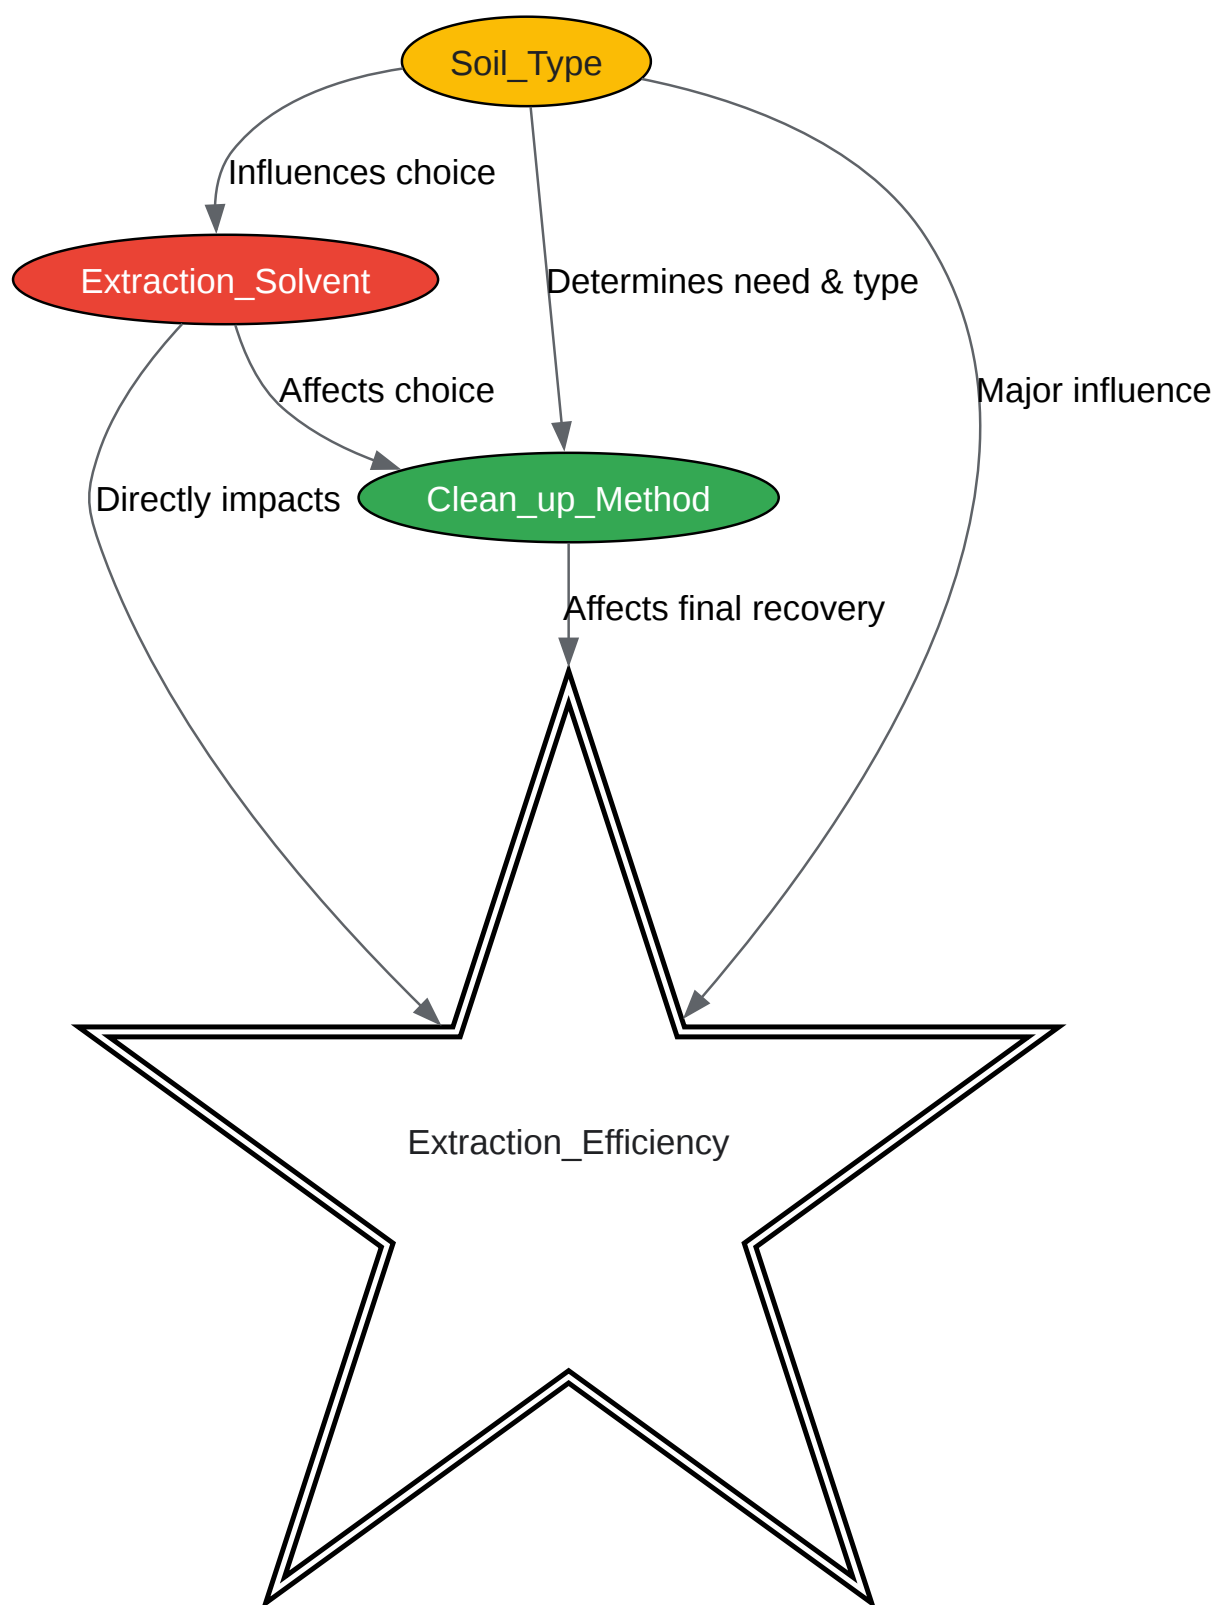 Soil_Type
Influences choice
Extraction_Solvent
Determines need & type
Affects choice
Major influence
Directly impacts
Clean_up_Method
Affects final recovery
Extraction_Efficiency